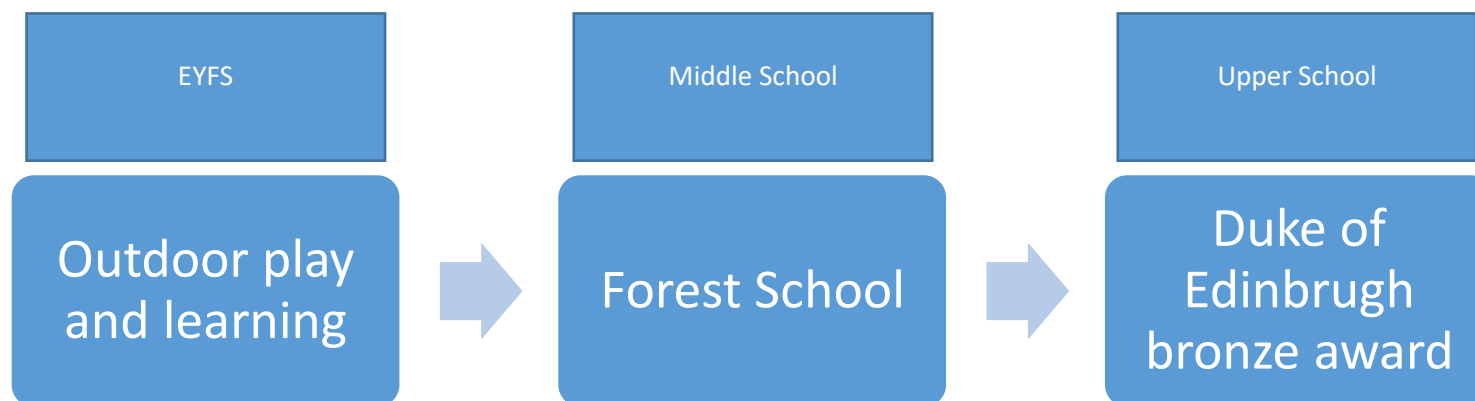 EYFS
Middle School
Upper School
Outdoor play
and learning
Forest School
Duke of
Edinbrugh
bronze award